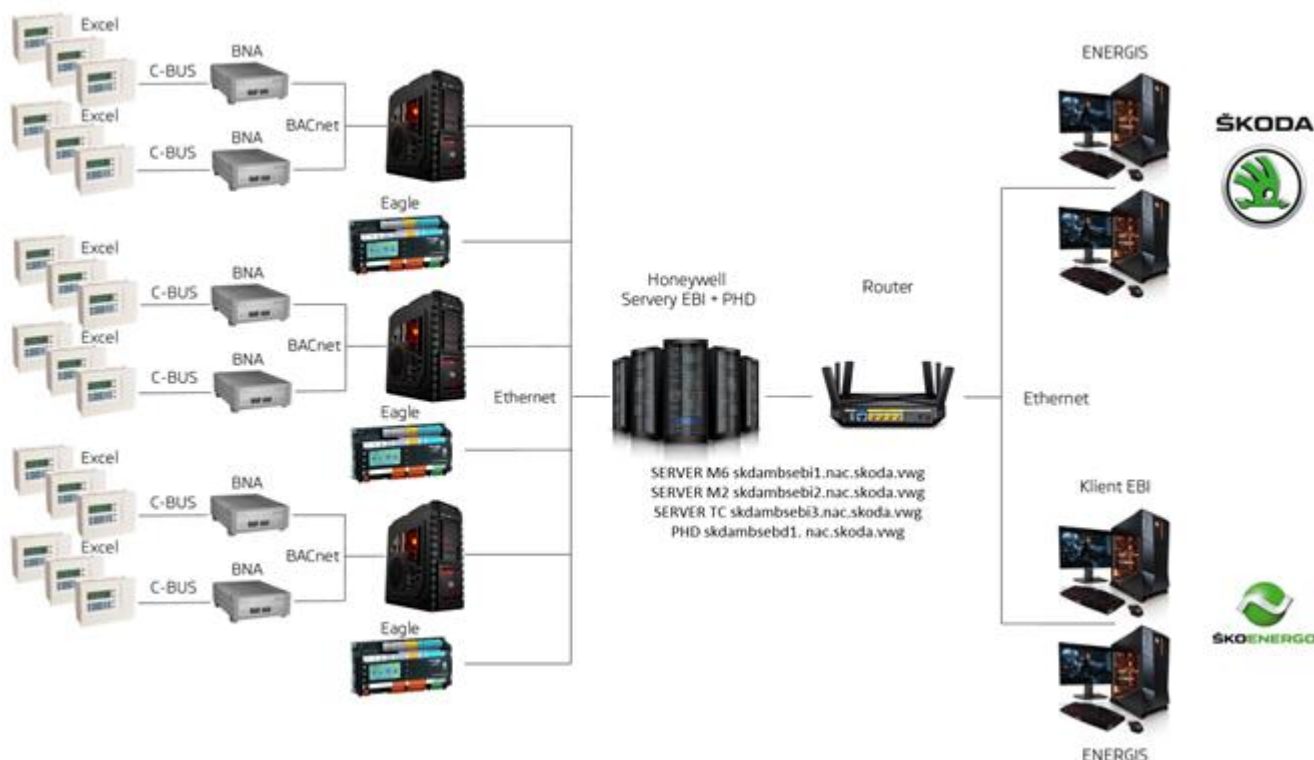 Excel
C-BUS
BNA
Excel
C-BUS
BNA
BACnet
Eagle
Excel
C-BUS
BNA
Excel
C-BUS
BNA
BACnet
Eagle
Excel
C-BUS
BNA
Excel
C-BUS
BNA
BACnet
Eagle
Ethernet
Honeywell
Servery EBI + PHD
SERVER M6 skdambsebi1.nac.skoda.vwg
SERVER M2 skdambsebi2.nac.skoda.vwg
SERVER TC skdambsebi3.nac.skoda.vwg
PHD skdambsebd1. nac.skoda.vwg
Router
Ethernet
ENERGIS
ŠKODA
Klient EBI
ŠKOENERGO
ENERGIS